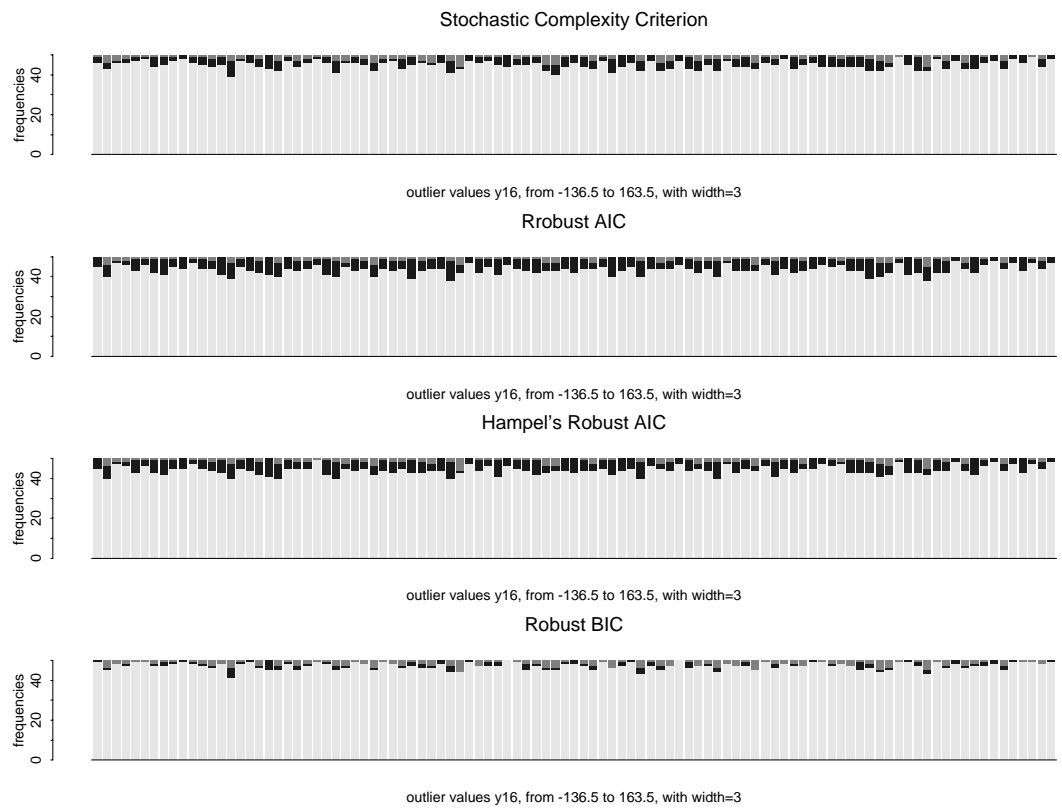 Stochastic Complexity Criterion
frequencies
0 20 40
outlier values y16, from -136.5 to 163.5, with width=3
Rrobust AIC
frequencies
0 20 40
outlier values y16, from -136.5 to 163.5, with width=3
Hampel's Robust AIC
frequencies
0 20 40
outlier values y16, from -136.5 to 163.5, with width=3
Robust BIC
frequencies
0 20 40
outlier values y16, from -136.5 to 163.5, with width=3